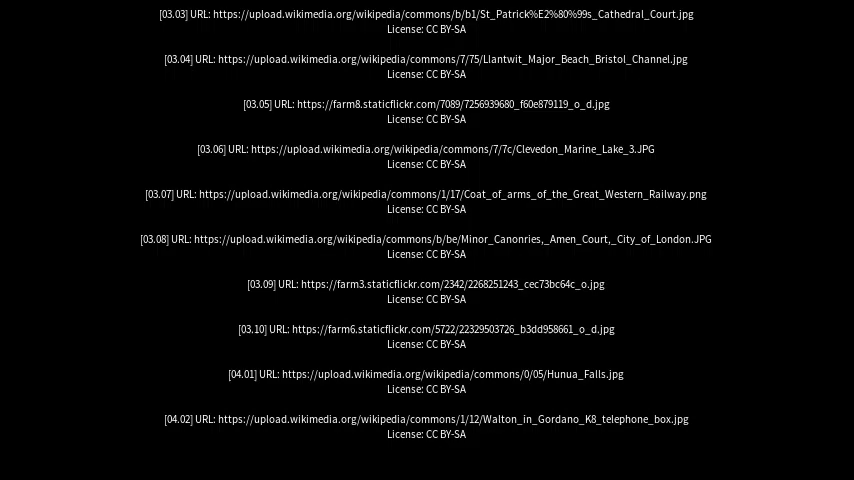 [03.03] URL: https://upload.wikimedia.org/wikipedia/commons/b/b1/St_Patrick%E2%80%99s_Cathedral_Court.jpg
License: CC BY-SA
[03.04] URL: https://upload.wikimedia.org/wikipedia/commons/7/75/Llantwit_Major_Beach_Bristol_Channel.jpg
License: CC BY-SA
[03.05] URL: https://farm8.staticflickr.com/7089/7256939680_f60e879119_o_d.jpg
License: CC BY-SA
[03.06] URL: https://upload.wikimedia.org/wikipedia/commons/7/7c/Clevedon_Marine_Lake_3.JPG
License: CC BY-SA
[03.07] URL: https://upload.wikimedia.org/wikipedia/commons/1/17/Coat_of_arms_of_the_Great_Western_Railway.png
License: CC BY-SA
[03.08] URL: https://upload.wikimedia.org/wikipedia/commons/b/be/Minor_Canonries,_Amen_Court,_City_of_London.JPG
License: CC BY-SA
[03.09] URL: https://farm3.staticflickr.com/2342/2268251243_cec73bc64c_o.jpg
License: CC BY-SA
[03.10] URL: https://farm6.staticflickr.com/5722/22329503726_b3dd958661_o_d.jpg
License: CC BY-SA
[04.01] URL: https://upload.wikimedia.org/wikipedia/commons/0/05/Hunua_Falls.jpg
License: CC BY-SA
[04.02] URL: https://upload.wikimedia.org/wikipedia/commons/1/12/Walton_in_Gordano_K8_telephone_box.jpg
License: CC BY-SA